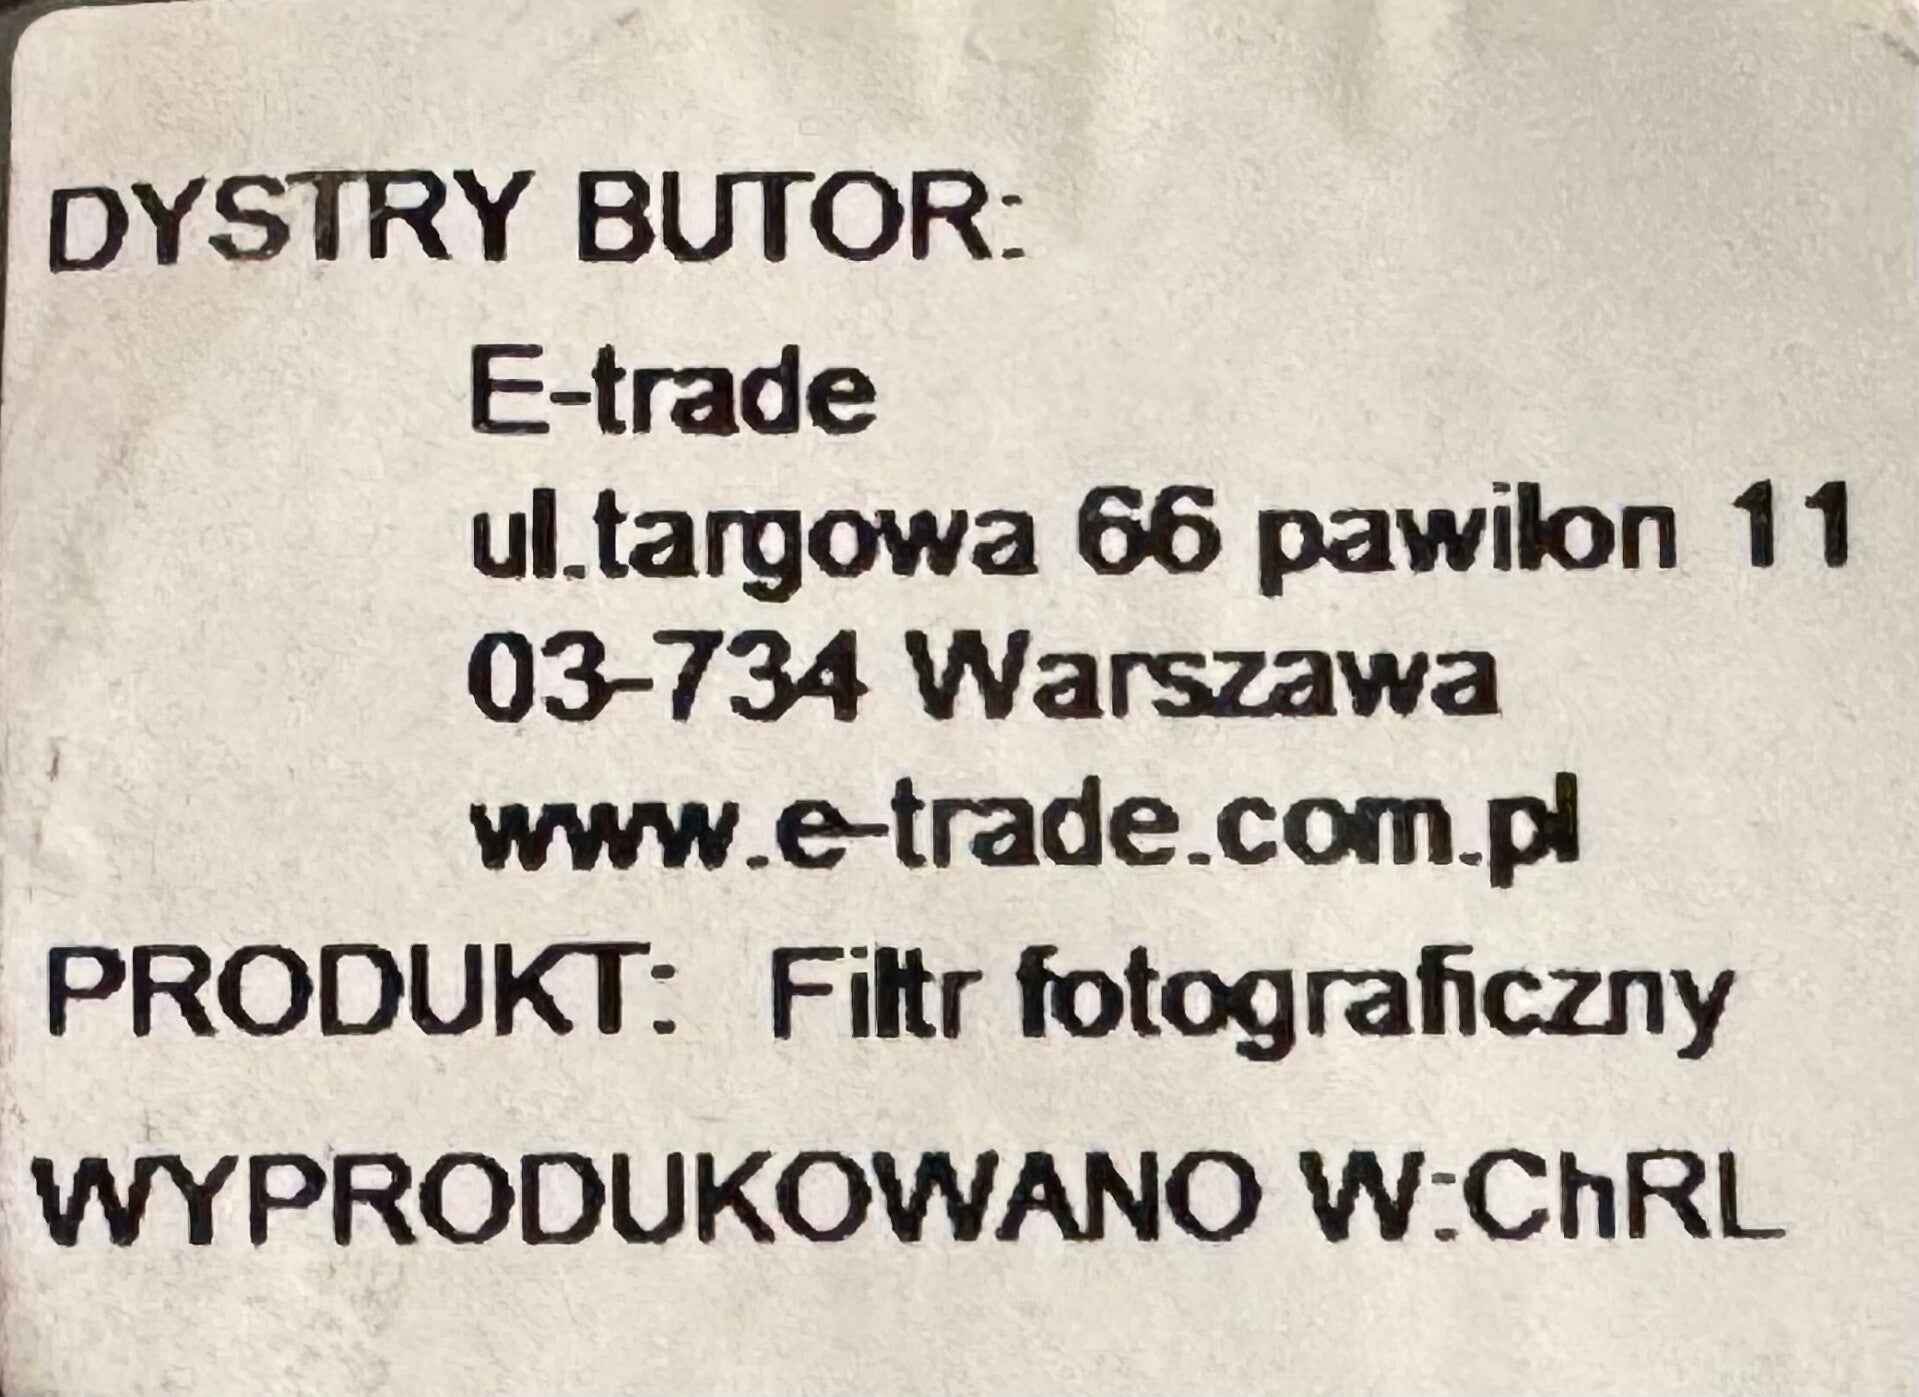 DYSTRY BUTOR:
E-trade
ul.targowa 66 pawilon 11
03-734 Warszawa
www.e-trade.com.pl
PRODUKT: Filtr fotograficzny
WYPRODUKOWANO W:ChRL